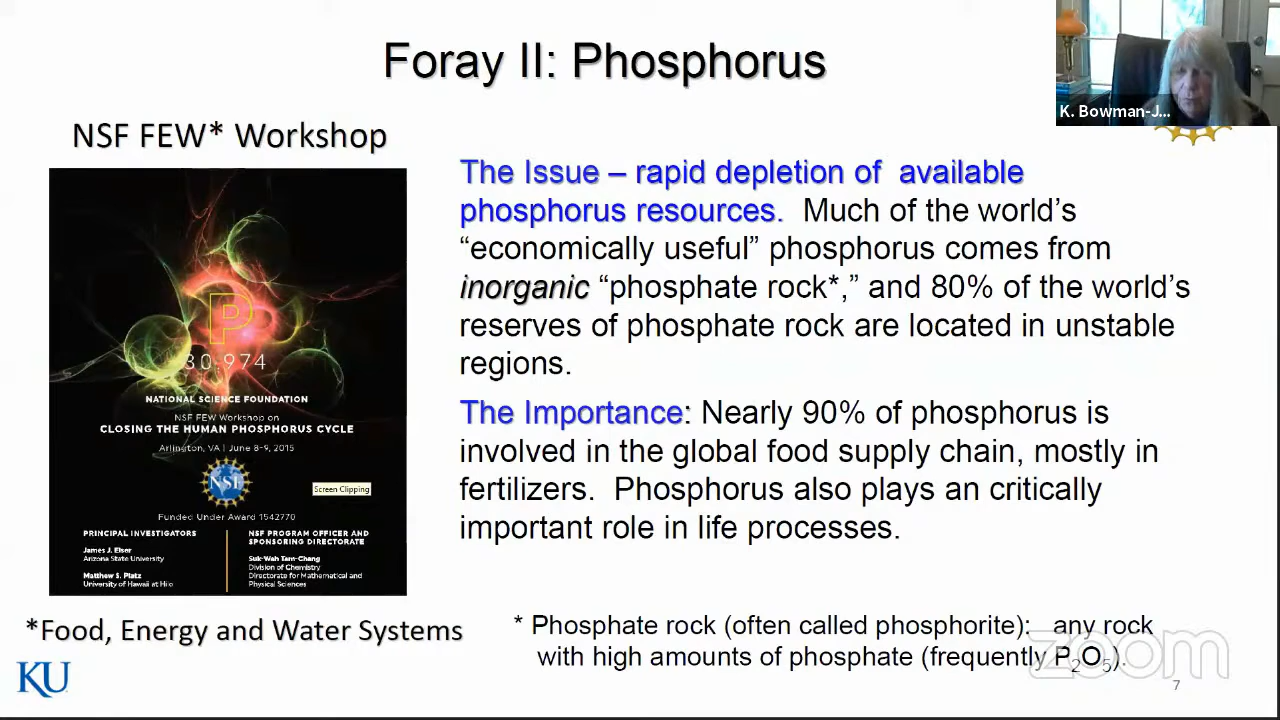 Foray II: Phosphorus
K. Bowman-J...
NSF FEW* Workshop
P
30.974
NATIONAL SCIENCE FOUNDATION
NSF FEW Workshop on
CLOSING THE HUMAN PHOSPHORUS CYCLE
Arlington, VA | June 8-9, 2015
NSF
Screen Clipping
Funded Under Award 1542770
PRINCIPAL INVESTIGATORS
James J. Elser
Arizona State University
Matthew S. Platz
University of Hawaii at Hilo
NSF PROGRAM OFFICER AND
SPONSORING DIRECTORATE
Suk-Wah Tam-Chang
Division of Chemistry
Directorate for Mathematical and
Physical Sciences
*Food, Energy and Water Systems
The Issue – rapid depletion of available
phosphorus resources. Much of the world's
“economically useful” phosphorus comes from
inorganic “phosphate rock*,” and 80% of the world's
reserves of phosphate rock are located in unstable
regions.
The Importance: Nearly 90% of phosphorus is
involved in the global food supply chain, mostly in
fertilizers. Phosphorus also plays an critically
important role in life processes.
* Phosphate rock (often called phosphorite): any rock
with high amounts of phosphate (frequently P₂O₅).
zoom
KU
7